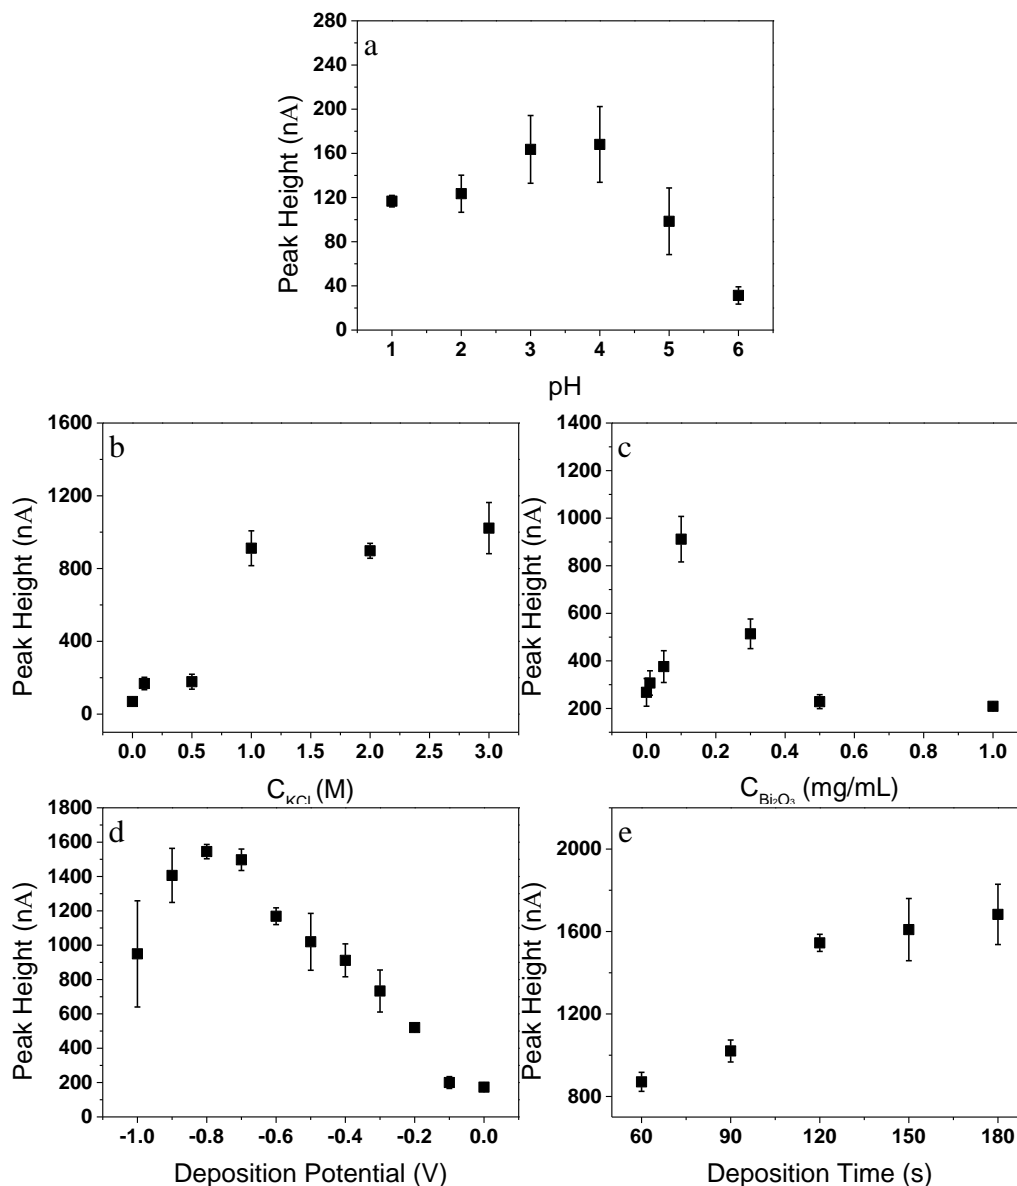 a
280
240
200
160
120
80
40
0
Peak Height (nA)
1 2 3 4 5 6
pH
b
1600
1200
800
400
0
Peak Height (nA)
0.0 0.5 1.0 1.5 2.0 2.5 3.0
C_KCl (M)
c
1400
1200
1000
800
600
400
200
Peak Height (nA)
0.0 0.2 0.4 0.6 0.8 1.0
C_Bi₂O₃ (mg/mL)
d
1800
1600
1400
1200
1000
800
600
400
200
0
Peak Height (nA)
-1.0 -0.8 -0.6 -0.4 -0.2 0.0
Deposition Potential (V)
e
2000
1600
1200
800
Peak Height (nA)
60 90 120 150 180
Deposition Time (s)